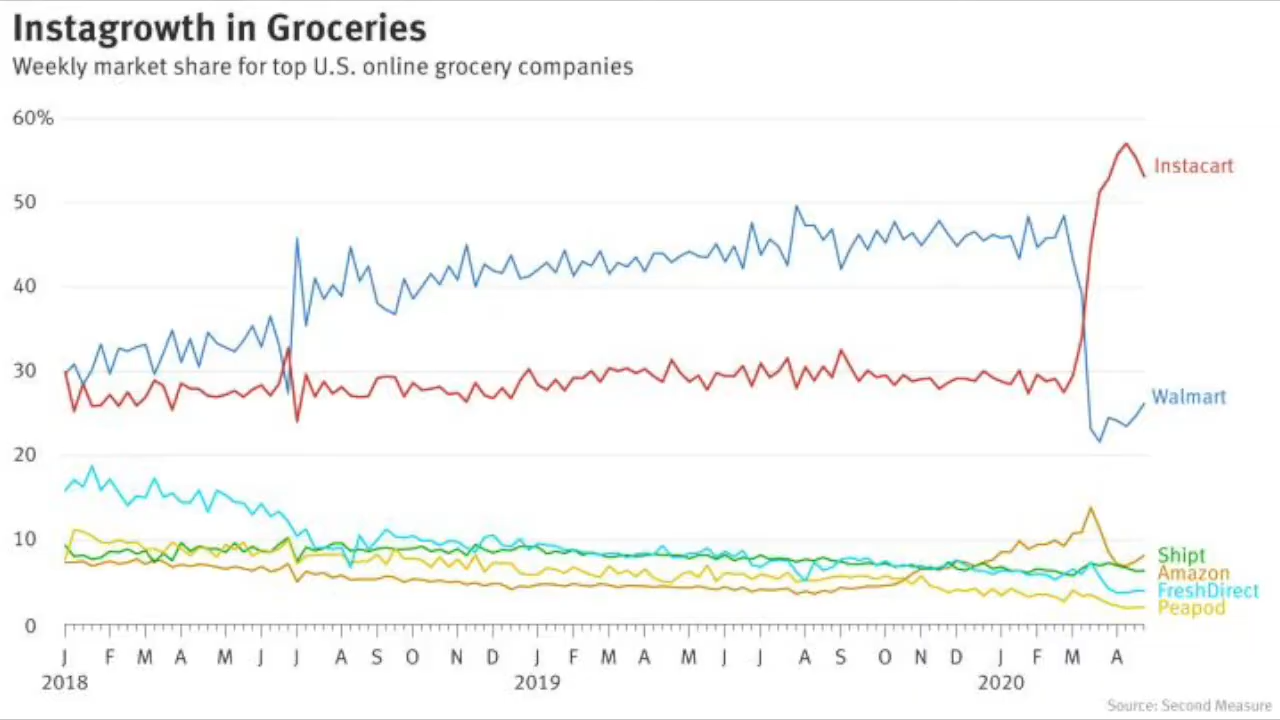 Instagrowth in Groceries
Weekly market share for top U.S. online grocery companies
60%
50
40
30
20
10
0
Instacart
Walmart
Shipt
Amazon
FreshDirect
Peapod
J F M A M J J A S O N D J F M A M J J A S O N D J F M A
2018 2019 2020
Source: Second Measure